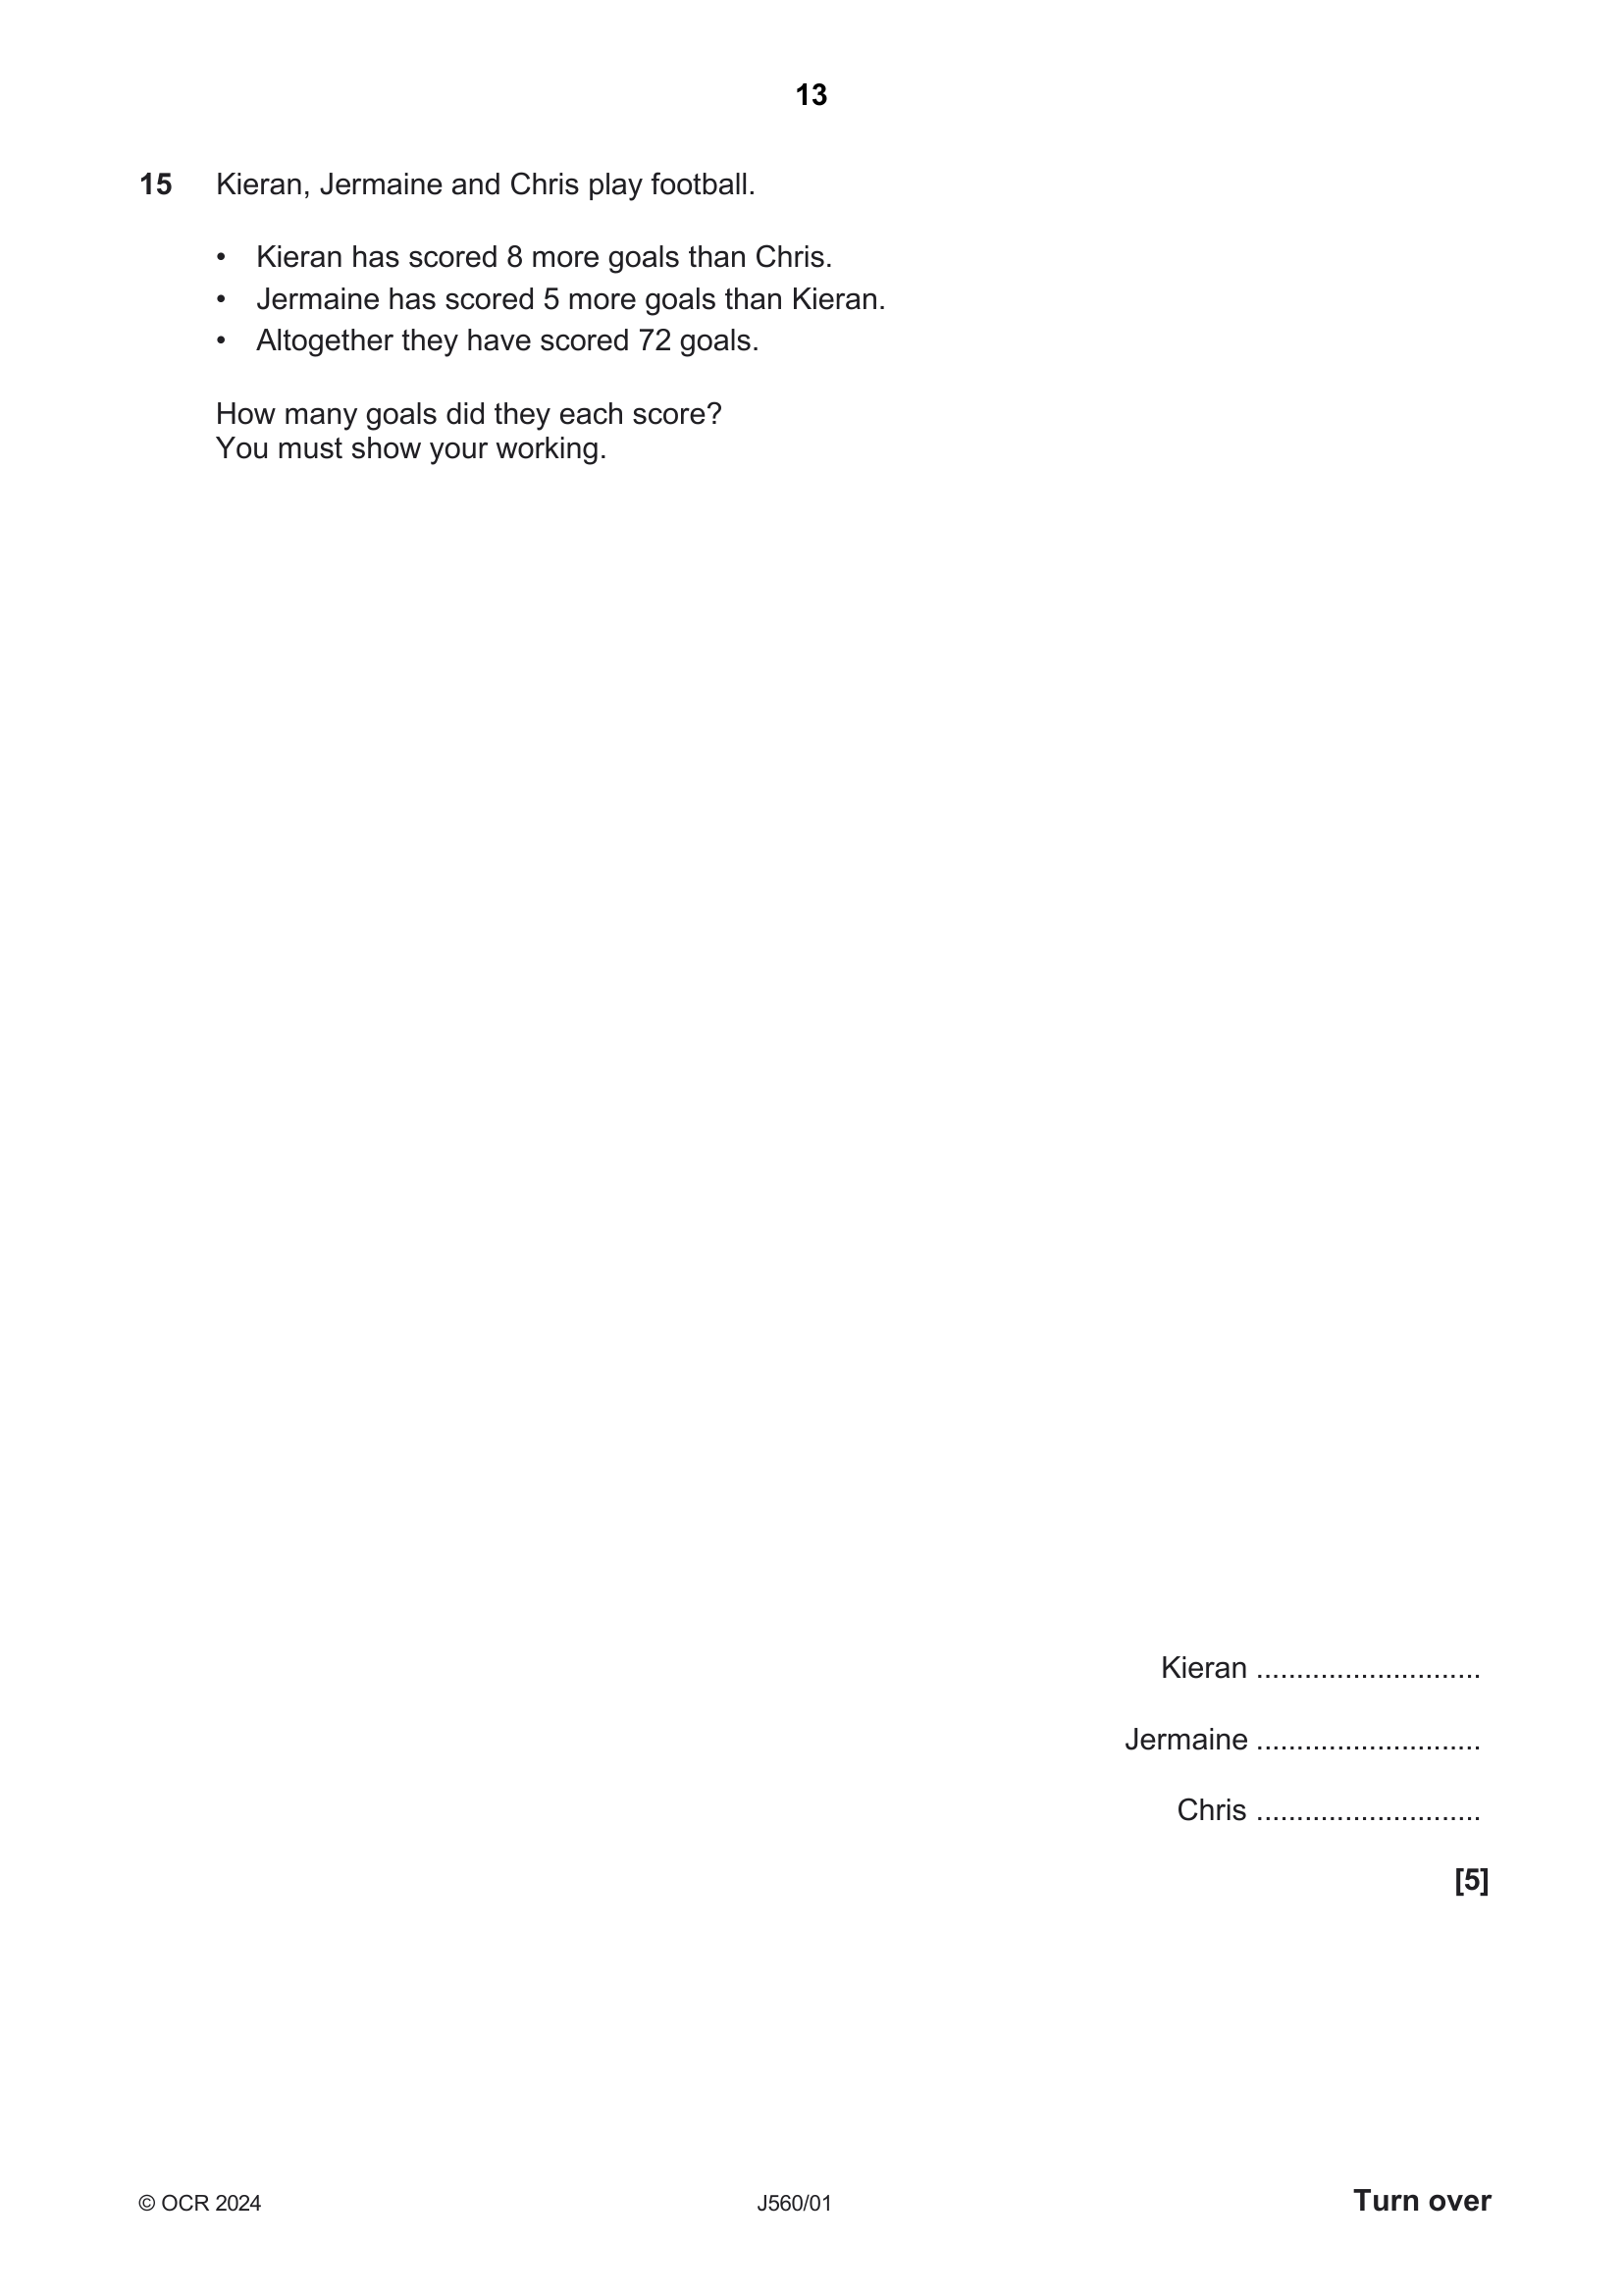 13
15 Kieran, Jermaine and Chris play football.
• Kieran has scored 8 more goals than Chris.
• Jermaine has scored 5 more goals than Kieran.
• Altogether they have scored 72 goals.
How many goals did they each score?
You must show your working.
Kieran ............................
Jermaine ............................
Chris ............................
[5]
© OCR 2024 J560/01 Turn over